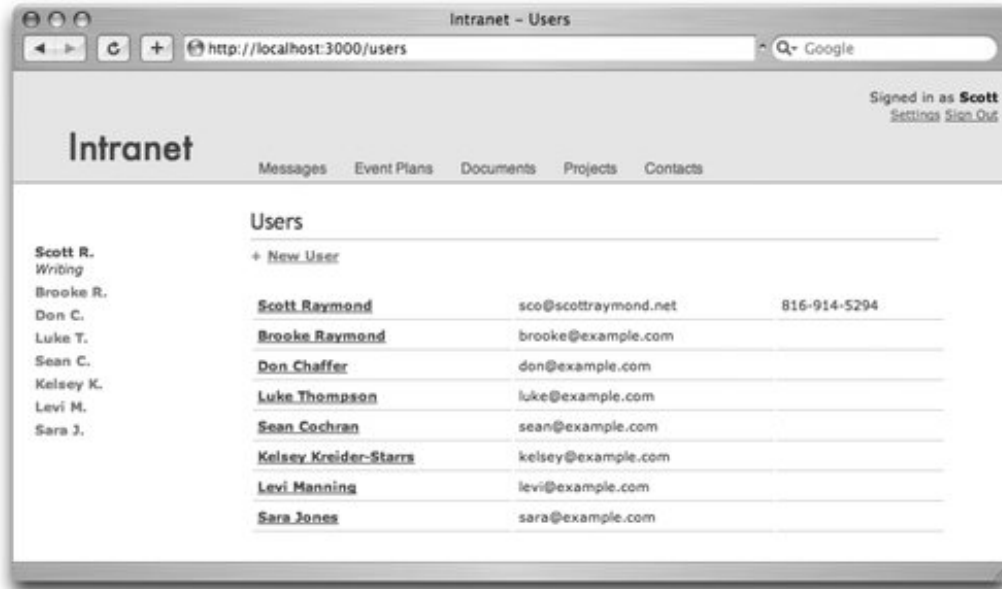 Intranet – Users
http://localhost:3000/users
Google
Signed in as Scott
Settings Sign Out
Intranet
Messages Event Plans Documents Projects Contacts
Users
+ New User
Scott R.
Writing
Brooke R.
Don C.
Luke T.
Sean C.
Kelsey K.
Levi M.
Sara J.
Scott Raymond sco@scottraymond.net 816-914-5294
Brooke Raymond brooke@example.com
Don Chaffer don@example.com
Luke Thompson luke@example.com
Sean Cochran sean@example.com
Kelsey Kreider-Starrs kelsey@example.com
Levi Manning levi@example.com
Sara Jones sara@example.com